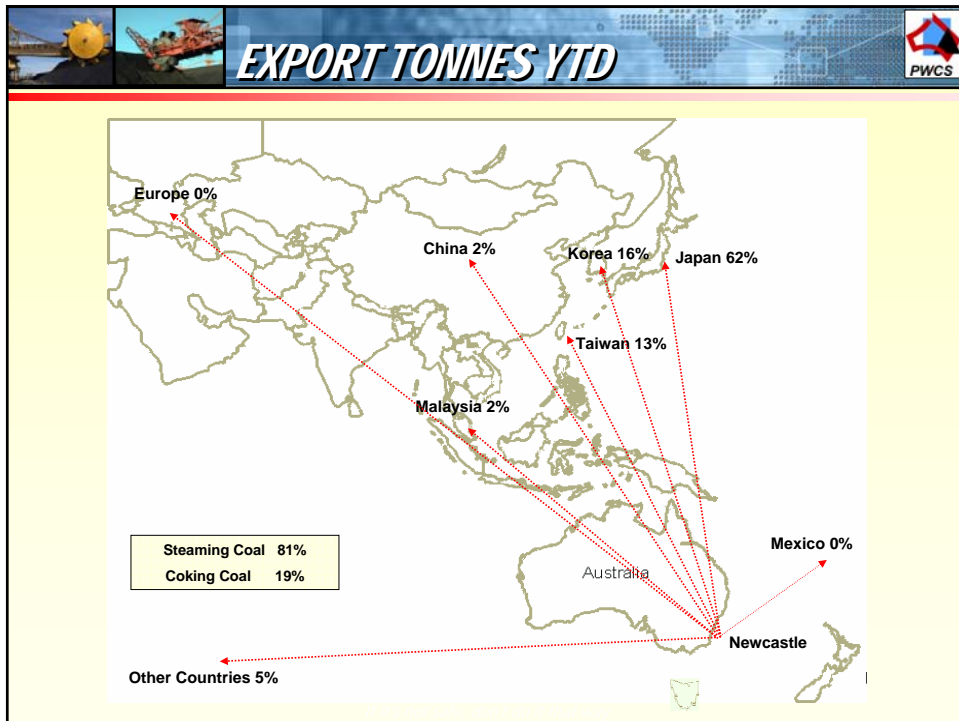 EXPORT TONNES YTD
PWCS
Europe 0%
China 2%
Korea 16%
Japan 62%
Taiwan 13%
Malaysia 2%
Steaming Coal 81%
Coking Coal 19%
Australia
Mexico 0%
Newcastle
Other Countries 5%